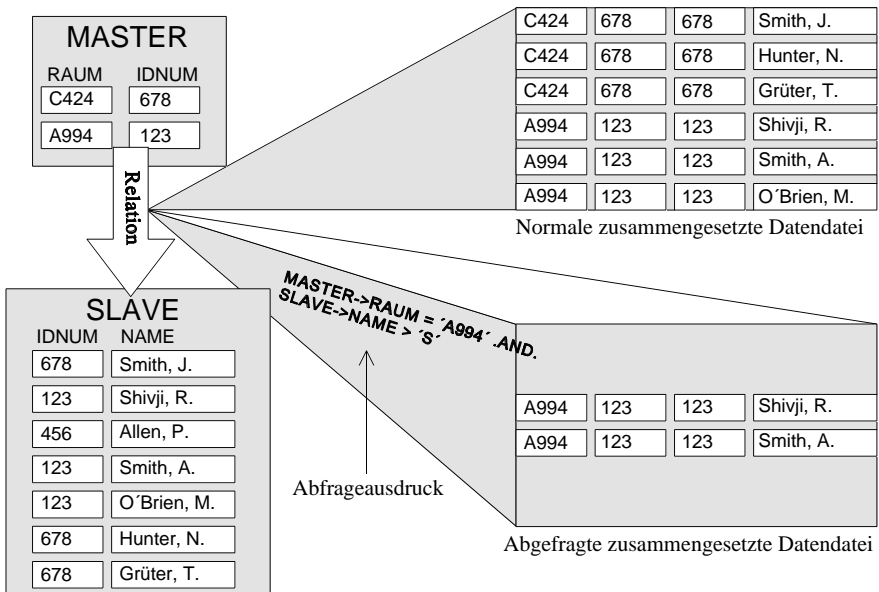 MASTER
RAUM IDNUM
C424 678
A994 123
Relation
SLAVE
IDNUM NAME
678 Smith, J.
123 Shivji, R.
456 Allen, P.
123 Smith, A.
123 O´Brien, M.
678 Hunter, N.
678 Grüter, T.
C424 678 678 Smith, J.
C424 678 678 Hunter, N.
C424 678 678 Grüter, T.
A994 123 123 Shivji, R.
A994 123 123 Smith, A.
A994 123 123 O´Brien, M.
Normale zusammengesetzte Datendatei
MASTER->RAUM = ´A994´ .AND.
SLAVE->NAME > ´S´
Abfrageausdruck
A994 123 123 Shivji, R.
A994 123 123 Smith, A.
Abgefragte zusammengesetzte Datendatei